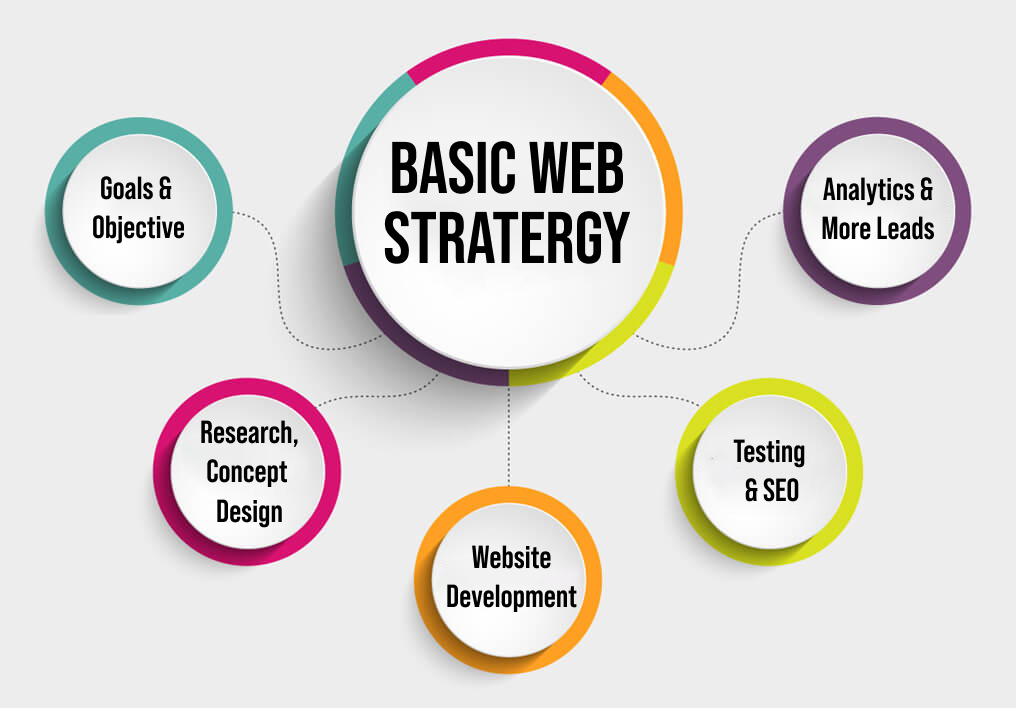 BASIC WEB
STRATERGY
Goals &
Objective
Research,
Concept
Design
Website
Development
Testing
& SEO
Analytics &
More Leads